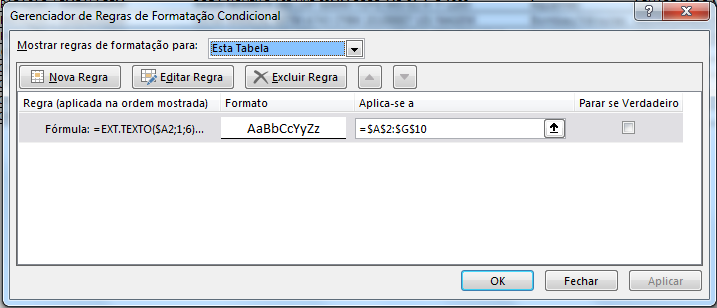 Gerenciador de Regras de Formatação Condicional
Mostrar regras de formatação para: Esta Tabela
Nova Regra Editar Regra Excluir Regra
Regra (aplicada na ordem mostrada) Formato Aplica-se a Parar se Verdadeiro
Fórmula: =EXT.TEXTO($A2;1;6)... AaBbCcYyZz =$A$2:$G$10
OK Fechar Aplicar